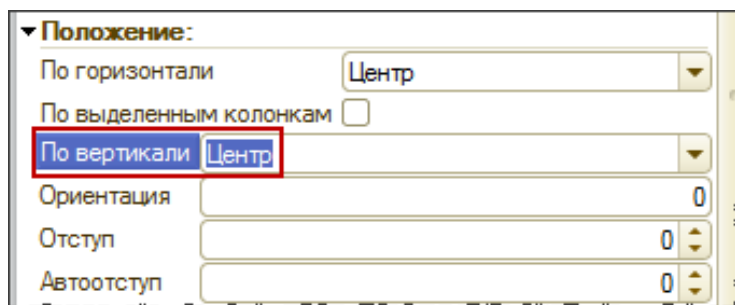 Положение:
По горизонтали Центр
По выделенным колонкам
По вертикали Центр
Ориентация 0
Отступ 0
Автоотступ 0